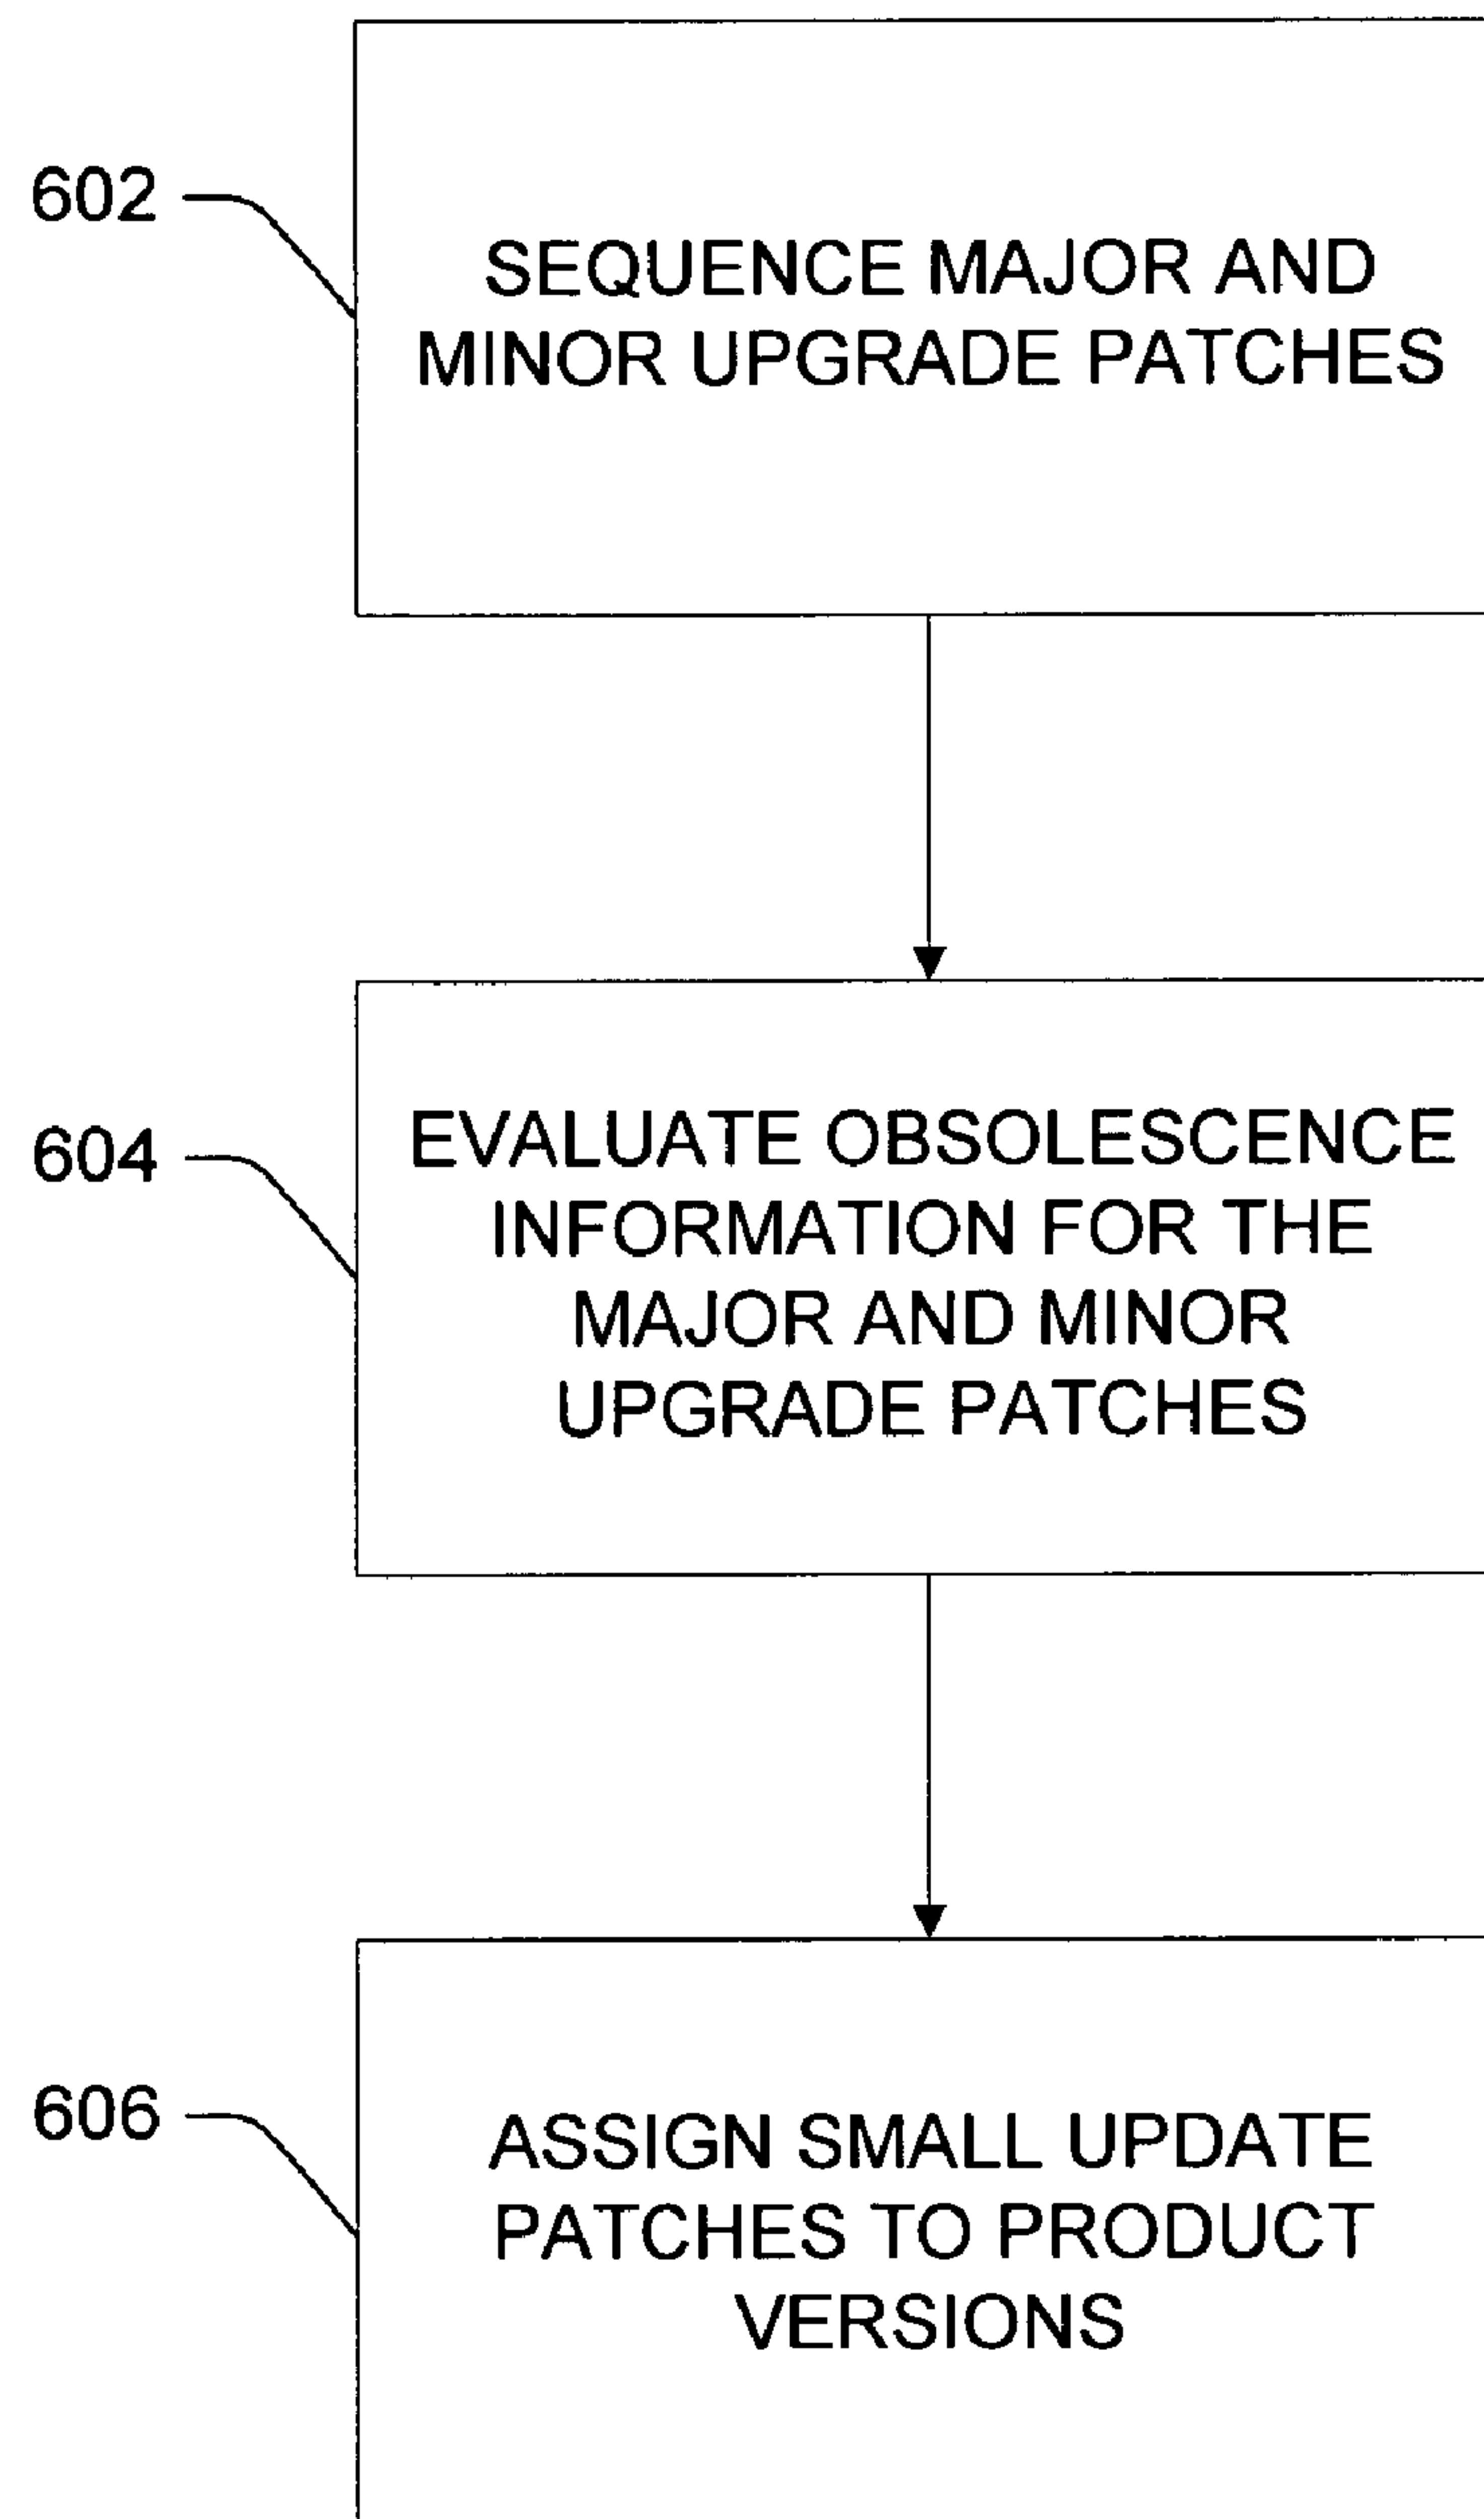 602
SEQUENCE MAJOR AND
MINOR UPGRADE PATCHES
604
EVALUATE OBSOLESCENCE
INFORMATION FOR THE
MAJOR AND MINOR
UPGRADE PATCHES
606
ASSIGN SMALL UPDATE
PATCHES TO PRODUCT
VERSIONS